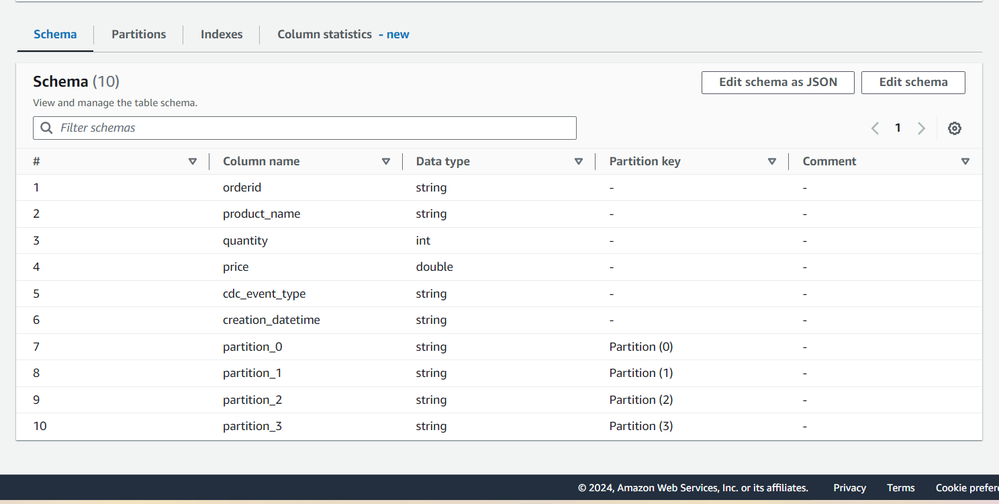 Schema Partitions Indexes Column statistics - new
Schema (10) Edit schema as JSON Edit schema
View and manage the table schema.
Filter schemas 1
# Column name Data type Partition key Comment
1 orderid string - -
2 product_name string - -
3 quantity int - -
4 price double - -
5 cdc_event_type string - -
6 creation_datetime string - -
7 partition_0 string Partition (0) -
8 partition_1 string Partition (1) -
9 partition_2 string Partition (2) -
10 partition_3 string Partition (3) -
© 2024, Amazon Web Services, Inc. or its affiliates. Privacy Terms Cookie prefer